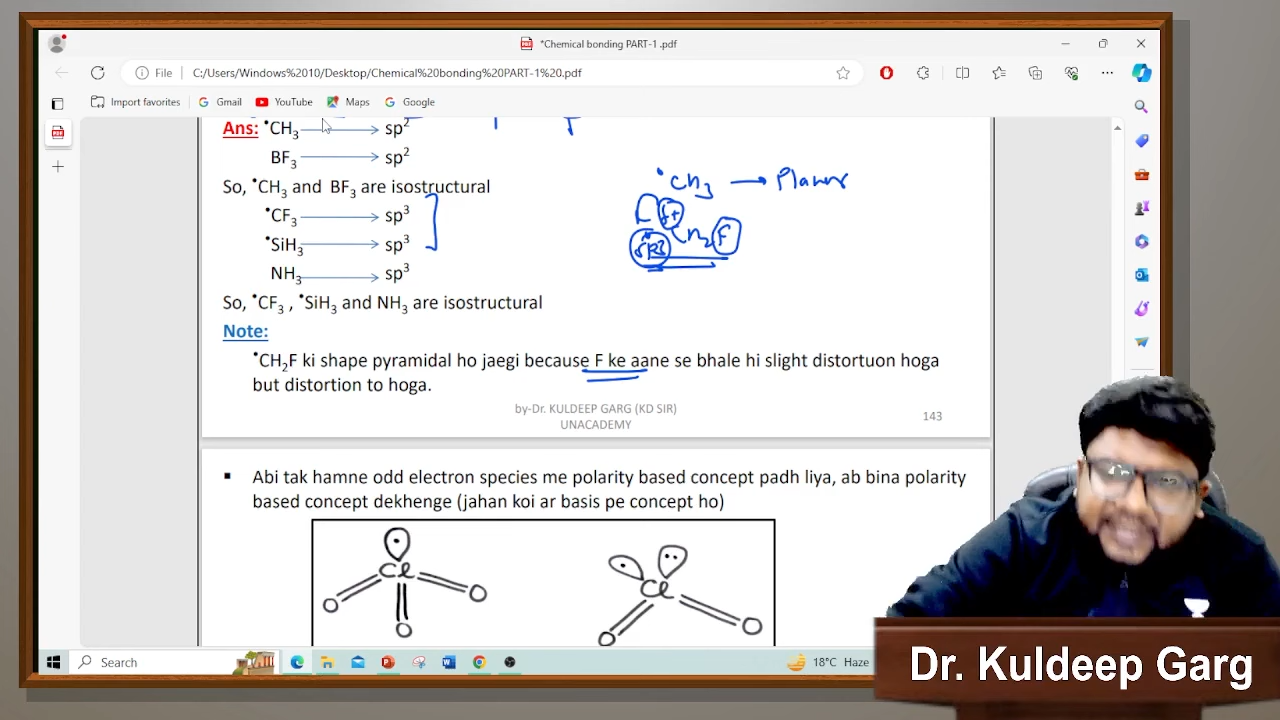 *Chemical bonding PART-1 .pdf
File C:/Users/Windows%2010/Desktop/Chemical%20bonding%20PART-1%20.pdf
Import favorites Gmail YouTube Maps Google
Ans: •CH3 → sp2
BF3 → sp2
So, •CH3 and BF3 are isostructural
•CF3 → sp3
•SiH3 → sp3
NH3 → sp3
So, •CF3 , •SiH3 and NH3 are isostructural
•CH3 → Planar
Note:
•CH2F ki shape pyramidal ho jaegi because F ke aane se bhale hi slight distortuon hoga
but distortion to hoga.
by-Dr. KULDEEP GARG (KD SIR)
UNACADEMY
143
▪ Abi tak hamne odd electron species me polarity based concept padh liya, ab bina polarity
based concept dekhenge (jahan koi ar basis pe concept ho)
Cl
O O
O
Cl
O O
Search
18°C Haze
Dr. Kuldeep Garg